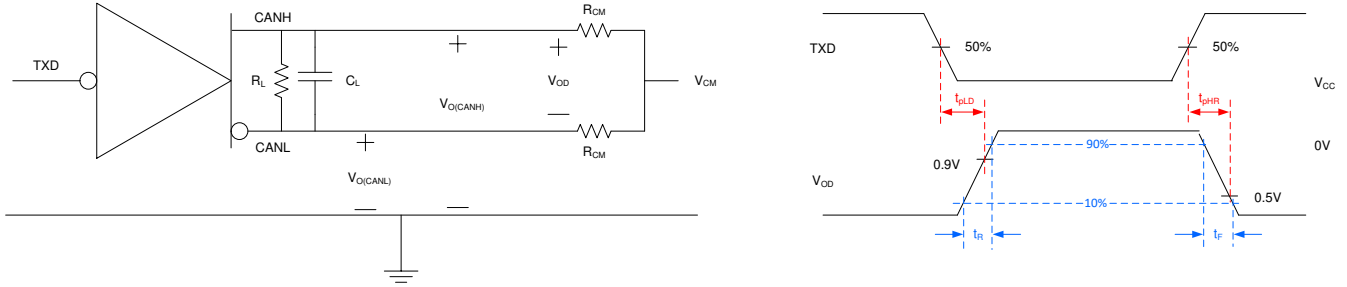 CANH
R_CM
TXD
R_L
C_L
V_OD
V_CM
V_O(CANH)
CANL
R_CM
V_O(CANL)
TXD
50%
50%
V_CC
t_pLD
t_pHR
90%
0V
0.9V
V_OD
10%
0.5V
t_R
t_F